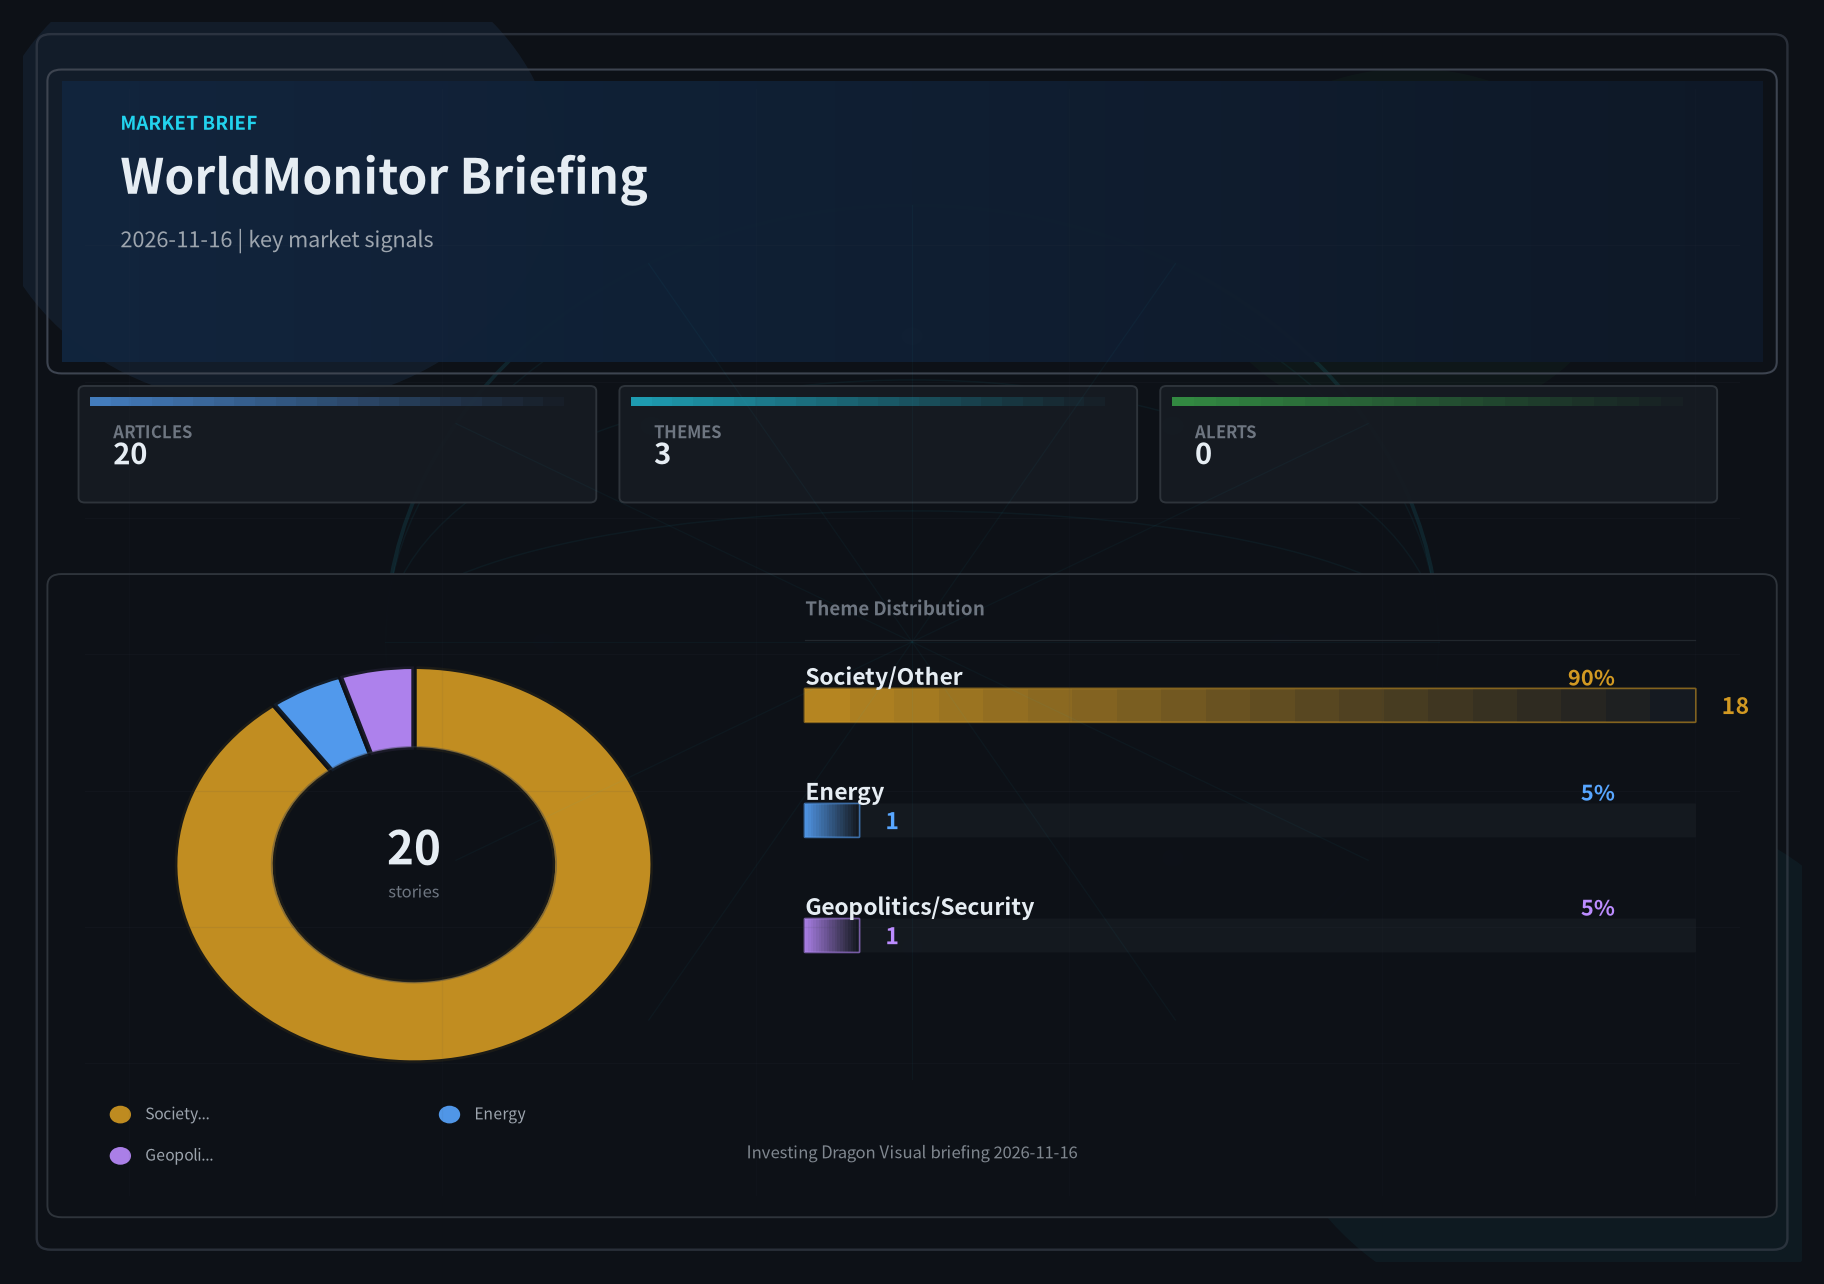 MARKET BRIEF
WorldMonitor Briefing
2026-11-16 | key market signals
ARTICLES
20
THEMES
3
ALERTS
0
Theme Distribution
Society/Other
90%
18
Energy
5%
1
Geopolitics/Security
5%
1
20
stories
Society...
Energy
Geopoli...
Investing Dragon Visual briefing 2026-11-16